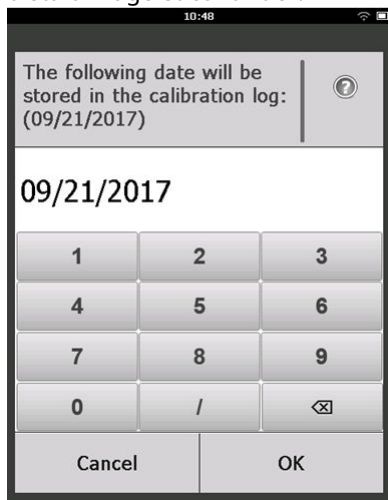 10:48
The following date will be
stored in the calibration log:
(09/21/2017)
?
09/21/2017
1 2 3
4 5 6
7 8 9
0 /
Cancel OK